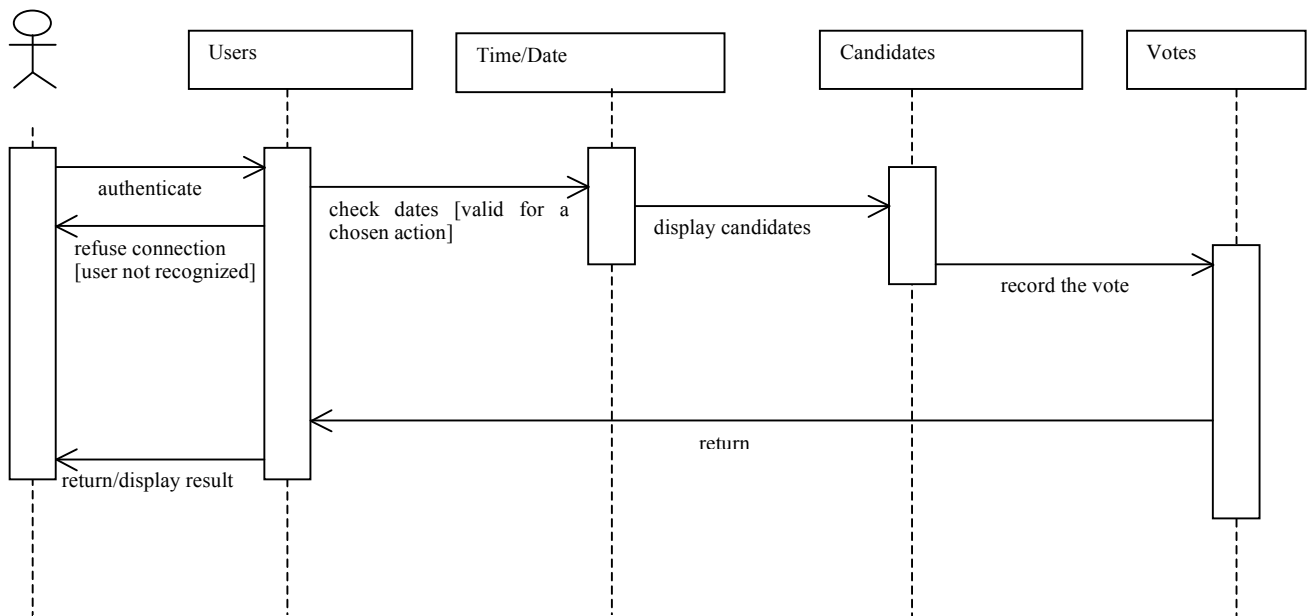 Users
Time/Date
Candidates
Votes
authenticate
check dates [valid for a
chosen action]
display candidates
refuse connection
[user not recognized]
record the vote
return
return/display result